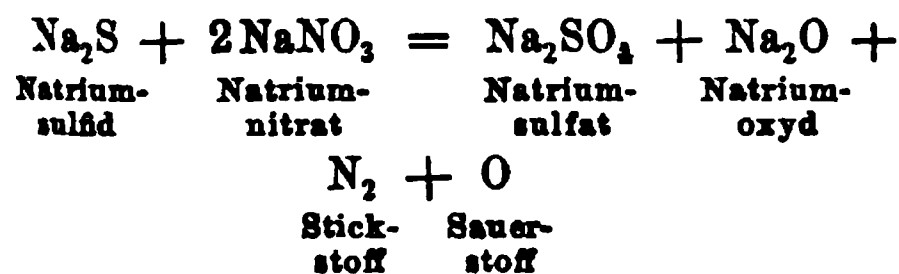 Na₂S + 2NaNO₃ = Na₂SO₄ + Na₂O +
Natrium- Natrium- Natrium- Natrium-
sulfid nitrat sulfat oxyd
N₂ + O
Stick- Sauer-
stoff stoff